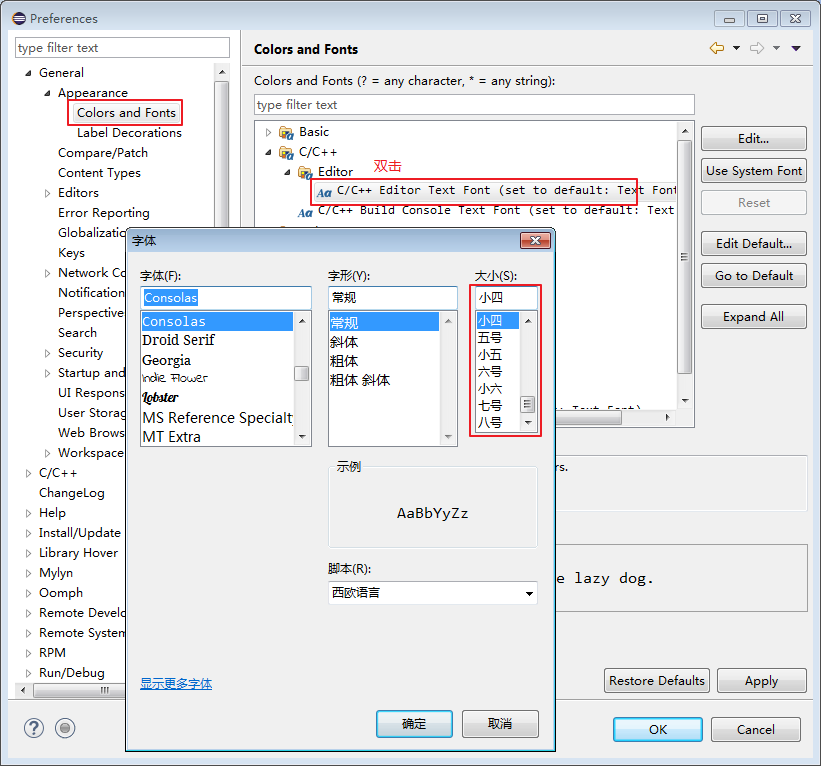 Preferences
type filter text
General
Appearance
Colors and Fonts
Label Decorations
Compare/Patch
Content Types
Editors
Error Reporting
Globalizatio
Keys
Network Co
Notification
Perspective
Search
Security
Startup and
UI Respons
User Storag
Web Brows
Workspace
C/C++
ChangeLog
Help
Install/Update
Library Hover
Mylyn
Oomph
Remote Develo
Remote System
RPM
Run/Debug
Colors and Fonts
Colors and Fonts (? = any character, * = any string):
type filter text
Basic
C/C++
Editor
双击
C/C++ Editor Text Font (set to default: Text Font
C/C++ Build Console Text Font (set to default: Text
Edit...
Use System Font
Reset
Edit Default...
Go to Default
Expand All
Text Font)
rs.
e lazy dog.
Restore Defaults
Apply
OK
Cancel
字体
字体(F):
Consolas
Consolas
Droid Serif
Georgia
Indie Flower
Lobster
MS Reference Specialty
MT Extra
字形(Y):
常规
常规
斜体
粗体
粗体 斜体
大小(S):
小四
小四
五号
小五
六号
小六
七号
八号
示例
AaBbYyZz
脚本(R):
西欧语言
显示更多字体
确定
取消